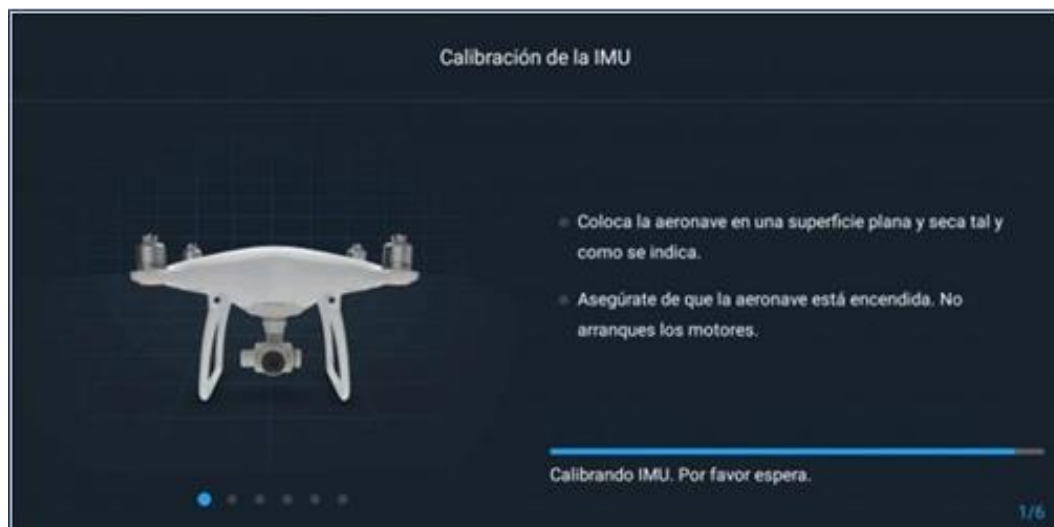 Calibración de la IMU
Coloca la aeronave en una superficie plana y seca tal y
como se indica.
Asegúrate de que la aeronave está encendida. No
arranques los motores.
Calibrando IMU. Por favor espera.
1/6